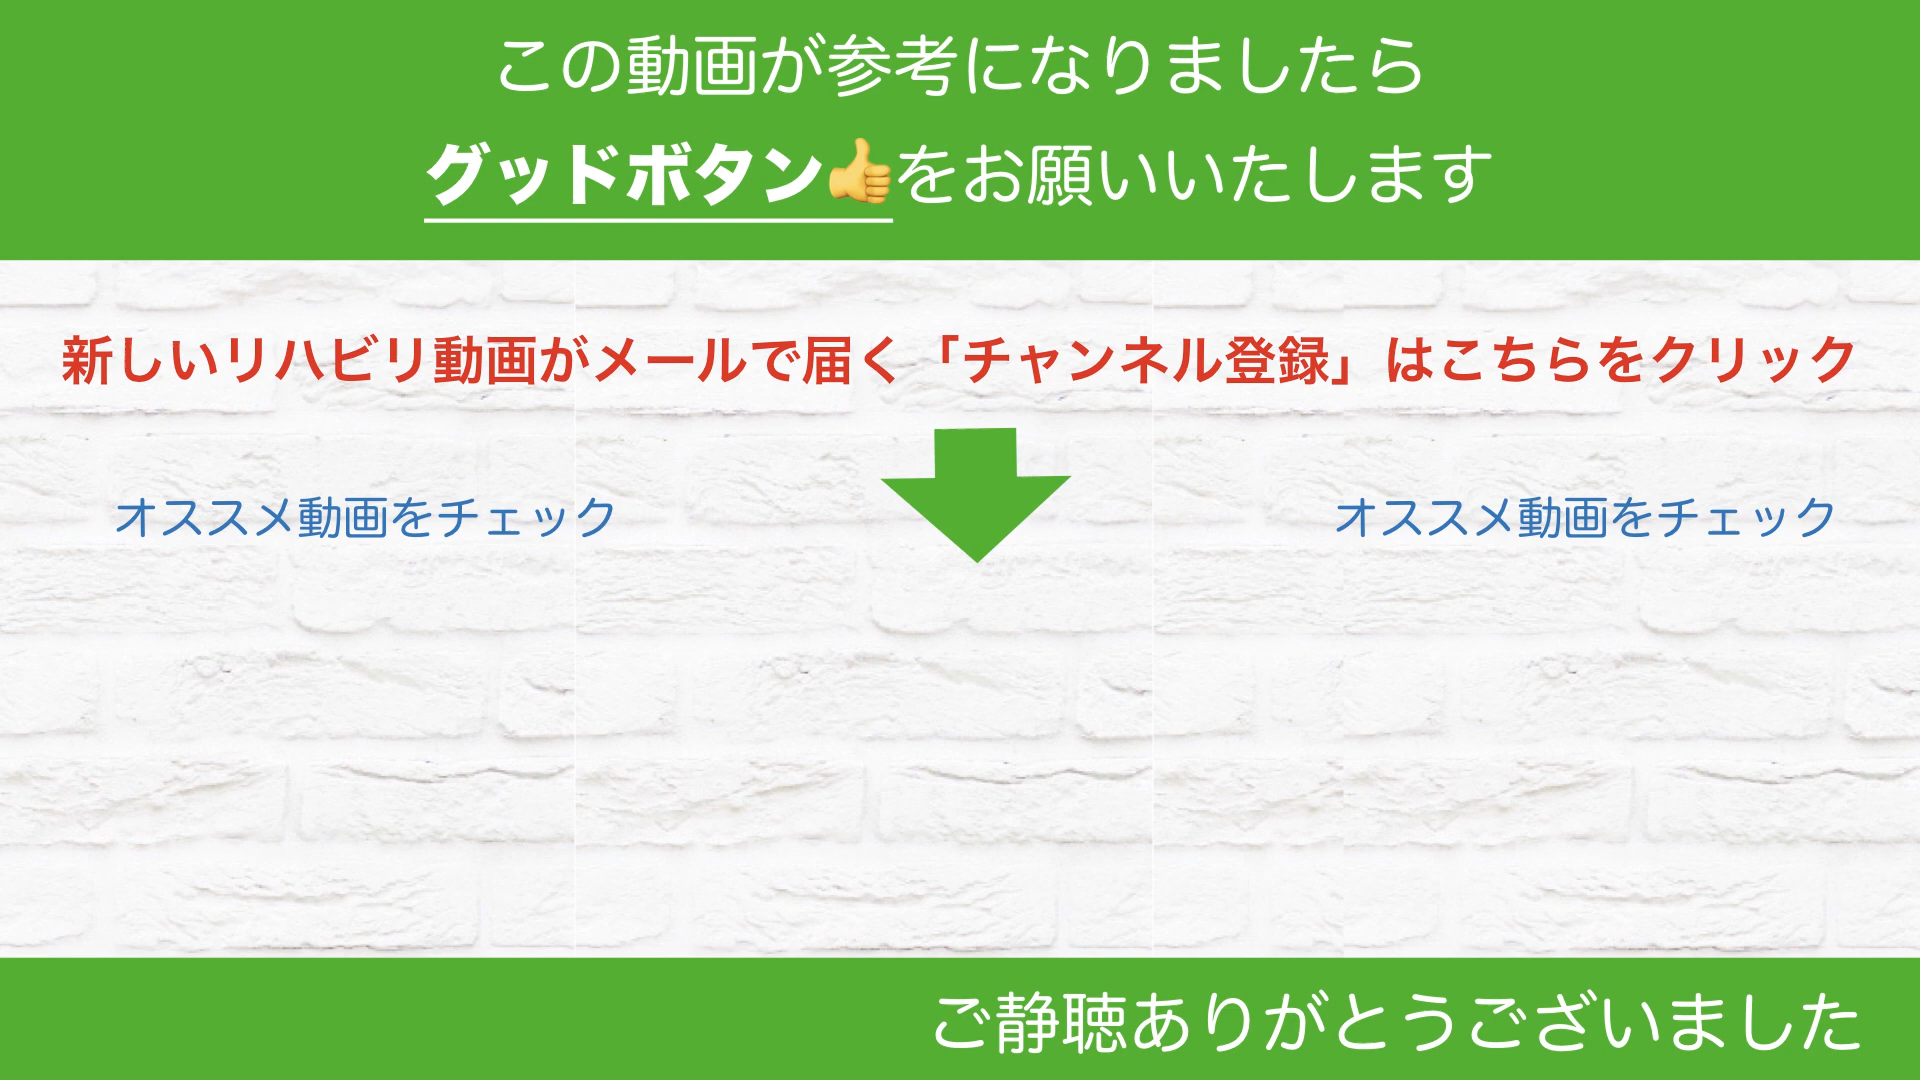 この動画が参考になりましたら
グッドボタン👍をお願いいたします
新しいリハビリ動画がメールで届く「チャンネル登録」はこちらをクリック
オススメ動画をチェック
オススメ動画をチェック
ご静聴ありがとうございました